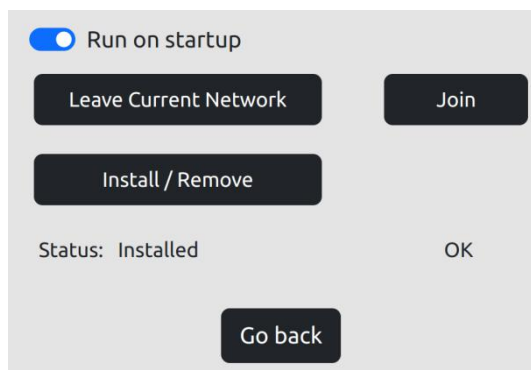 Run on startup
Leave Current Network Join
Install / Remove
Status: Installed OK
Go back